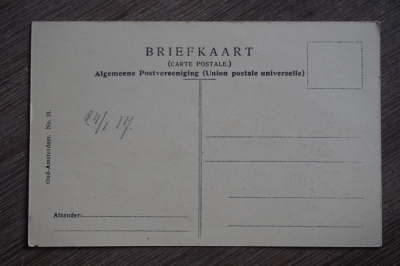 BRIEFKAART
(CARTE POSTALE.)
Algemeene Postvereeniging (Union postale universelle)
Oud-Amsterdam. No. 31.
24/1 17.
Afzender: